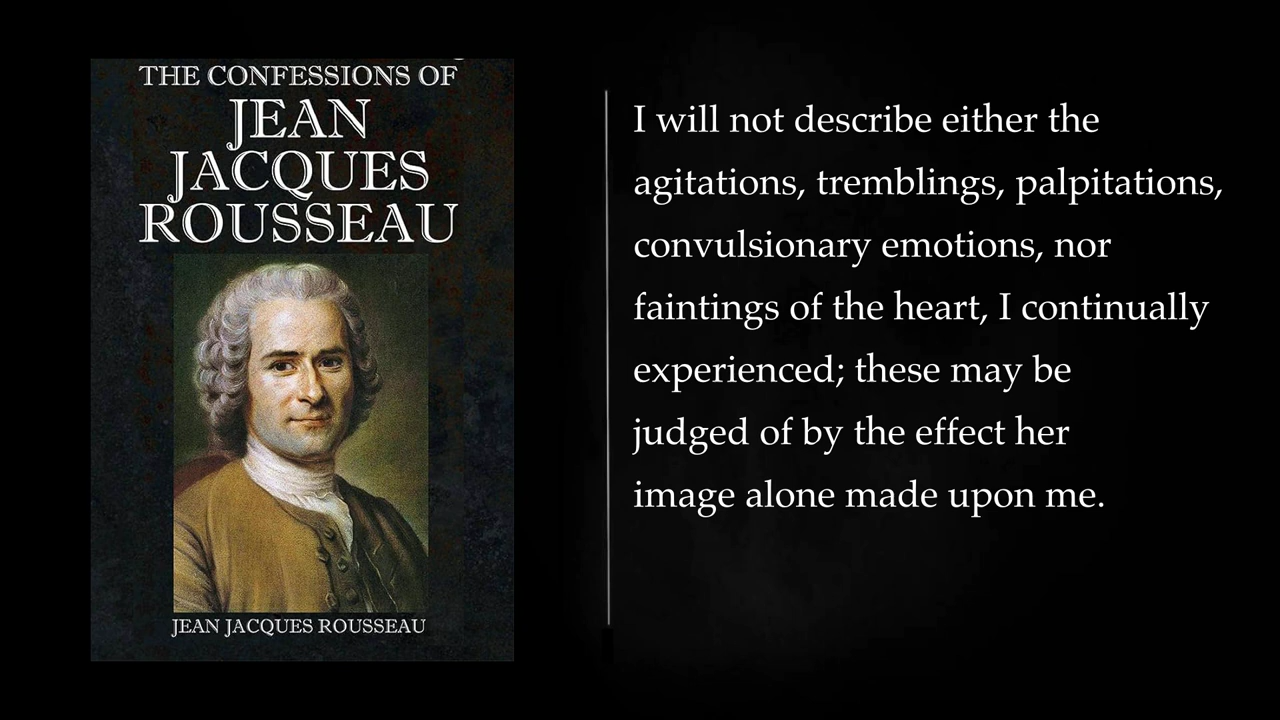 THE CONFESSIONS OF
JEAN
JACQUES
ROUSSEAU
JEAN JACQUES ROUSSEAU
I will not describe either the
agitations, tremblings, palpitations,
convulsionary emotions, nor
faintings of the heart, I continually
experienced; these may be
judged of by the effect her
image alone made upon me.